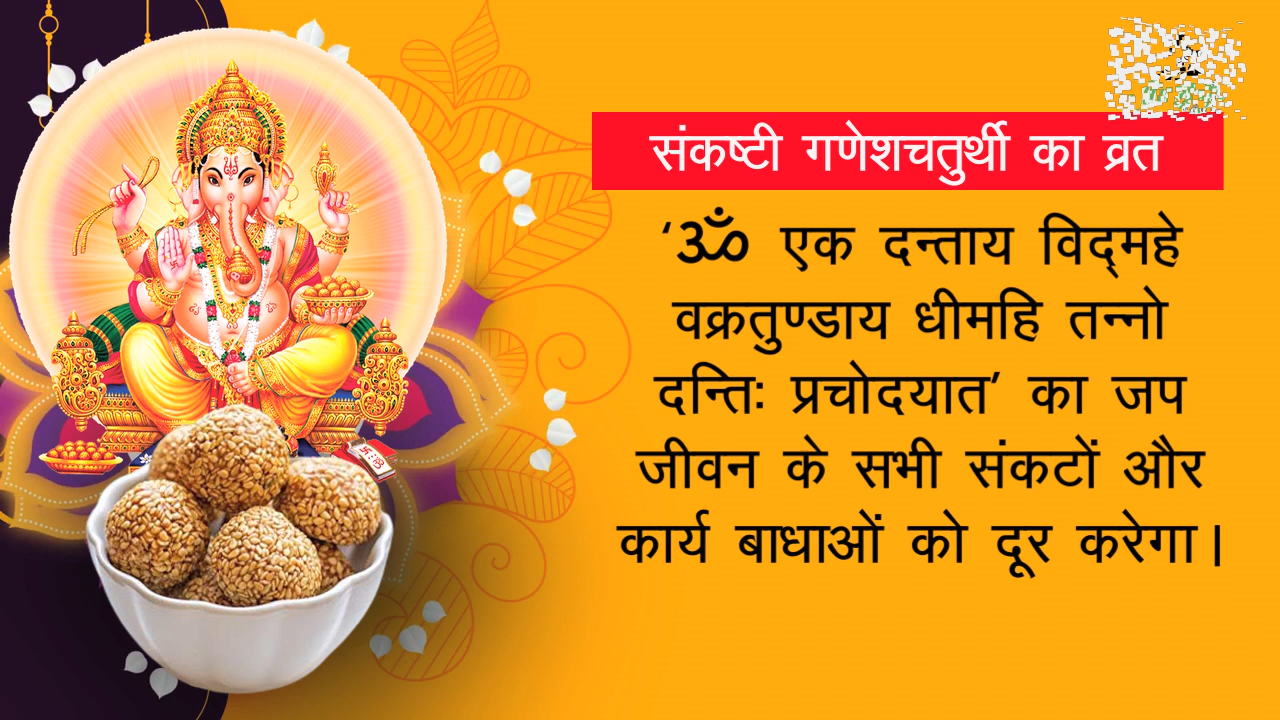 संकष्टी गणेशचतुर्थी का व्रत
‘ॐ एक दन्ताय विद्महे
वक्रतुण्डाय धीमहि तन्नो
दन्तिः प्रचोदयात’ का जप
जीवन के सभी संकटों और
कार्य बाधाओं को दूर करेगा।